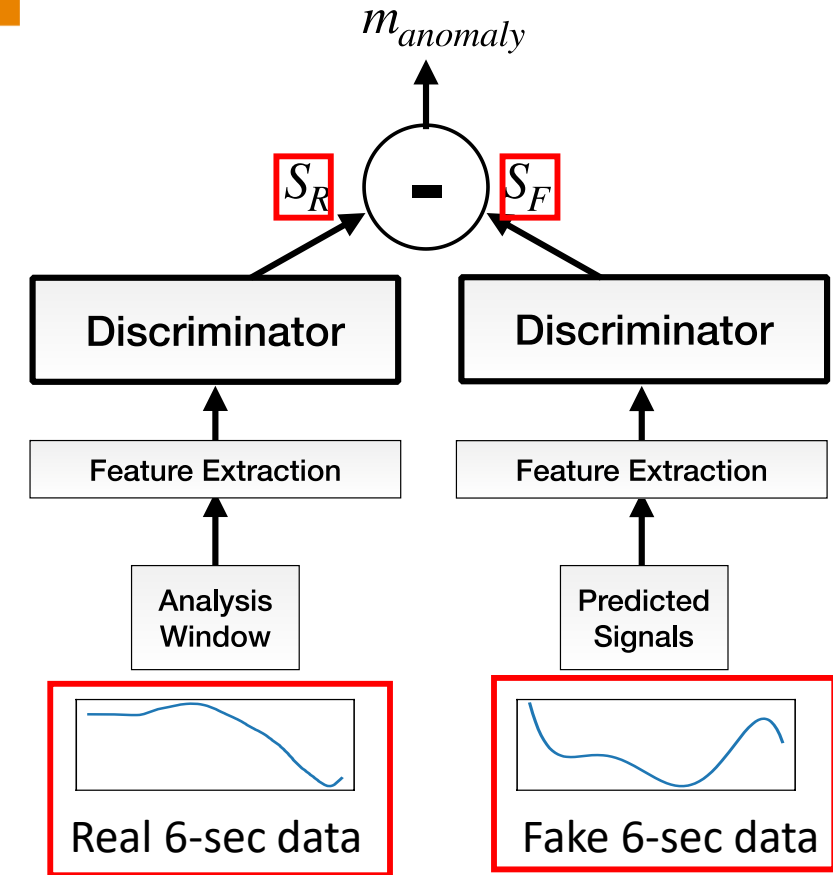 m_anomaly
S_R - S_F
Discriminator Discriminator
Feature Extraction Feature Extraction
Analysis Predicted
Window Signals
Real 6-sec data Fake 6-sec data